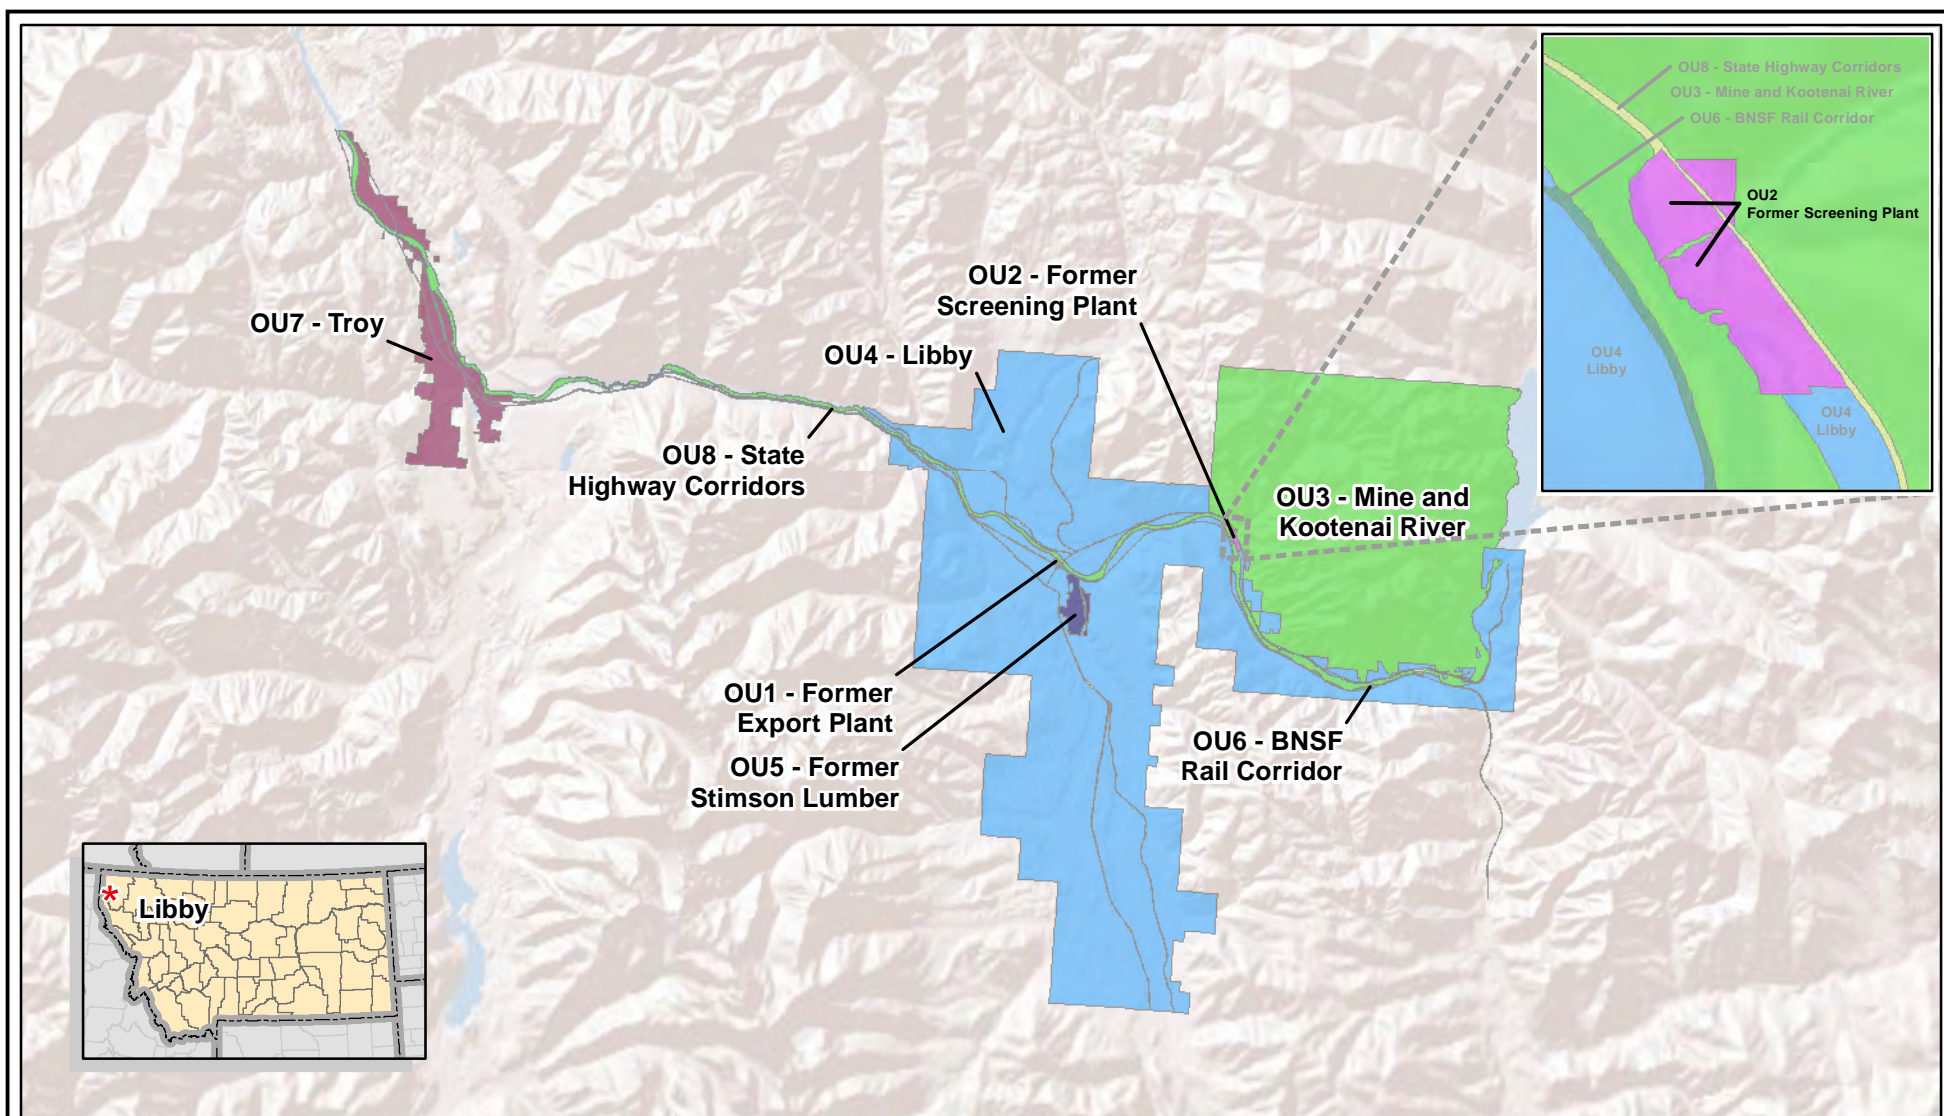 OU8 - State Highway Corridors
OU3 - Mine and Kootenai River
OU6 - BNSF Rail Corridor
OU2
Former Screening Plant
OU4
Libby
OU4
Libby
OU2 - Former
Screening Plant
OU7 - Troy
OU4 - Libby
OU8 - State
Highway Corridors
OU3 - Mine and
Kootenai River
OU1 - Former
Export Plant
OU5 - Former
Stimson Lumber
OU6 - BNSF
Rail Corridor
* Libby